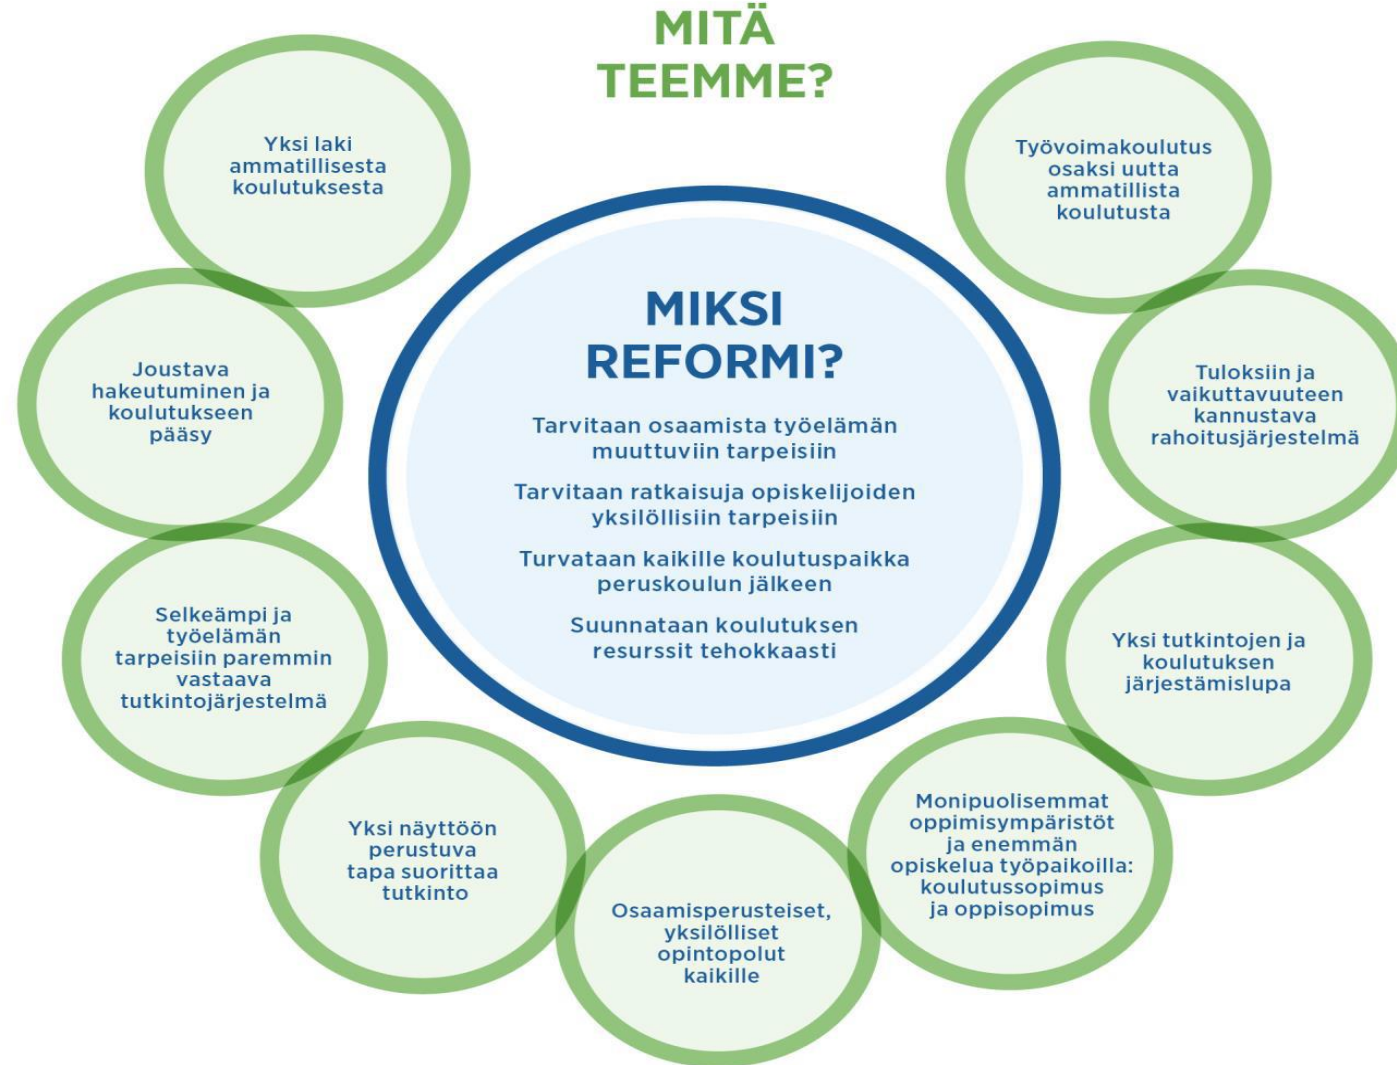 MITÄ
TEEMME?
Yksi laki
ammatillisesta
koulutuksesta
Joustava
hakeutuminen ja
koulutukseen
pääsy
Selkeämpi ja
työelämän
tarpeisiin paremmin
vastaava
tutkintojärjestelmä
Yksi näyttöön
perustuva
tapa suorittaa
tutkinto
Osaamisperusteiset,
yksilölliset
opintopolut
kaikille
Monipuolisemmat
oppimisympäristöt
ja enemmän
opiskelua työpaikoilla:
koulutussopimus
ja oppisopimus
Yksi tutkintojen ja
koulutuksen
järjestämislupa
Tuloksiin ja
vaikuttavuuteen
kannustava
rahoitusjärjestelmä
Työvoimakoulutus
osaksi uutta
ammatillista
koulutusta
MIKSI
REFORMI?
Tarvitaan osaamista työelämän
muuttuviin tarpeisiin
Tarvitaan ratkaisuja opiskelijoiden
yksilöllisiin tarpeisiin
Turvataan kaikille koulutuspaikka
peruskoulun jälkeen
Suunnataan koulutuksen
resurssit tehokkaasti